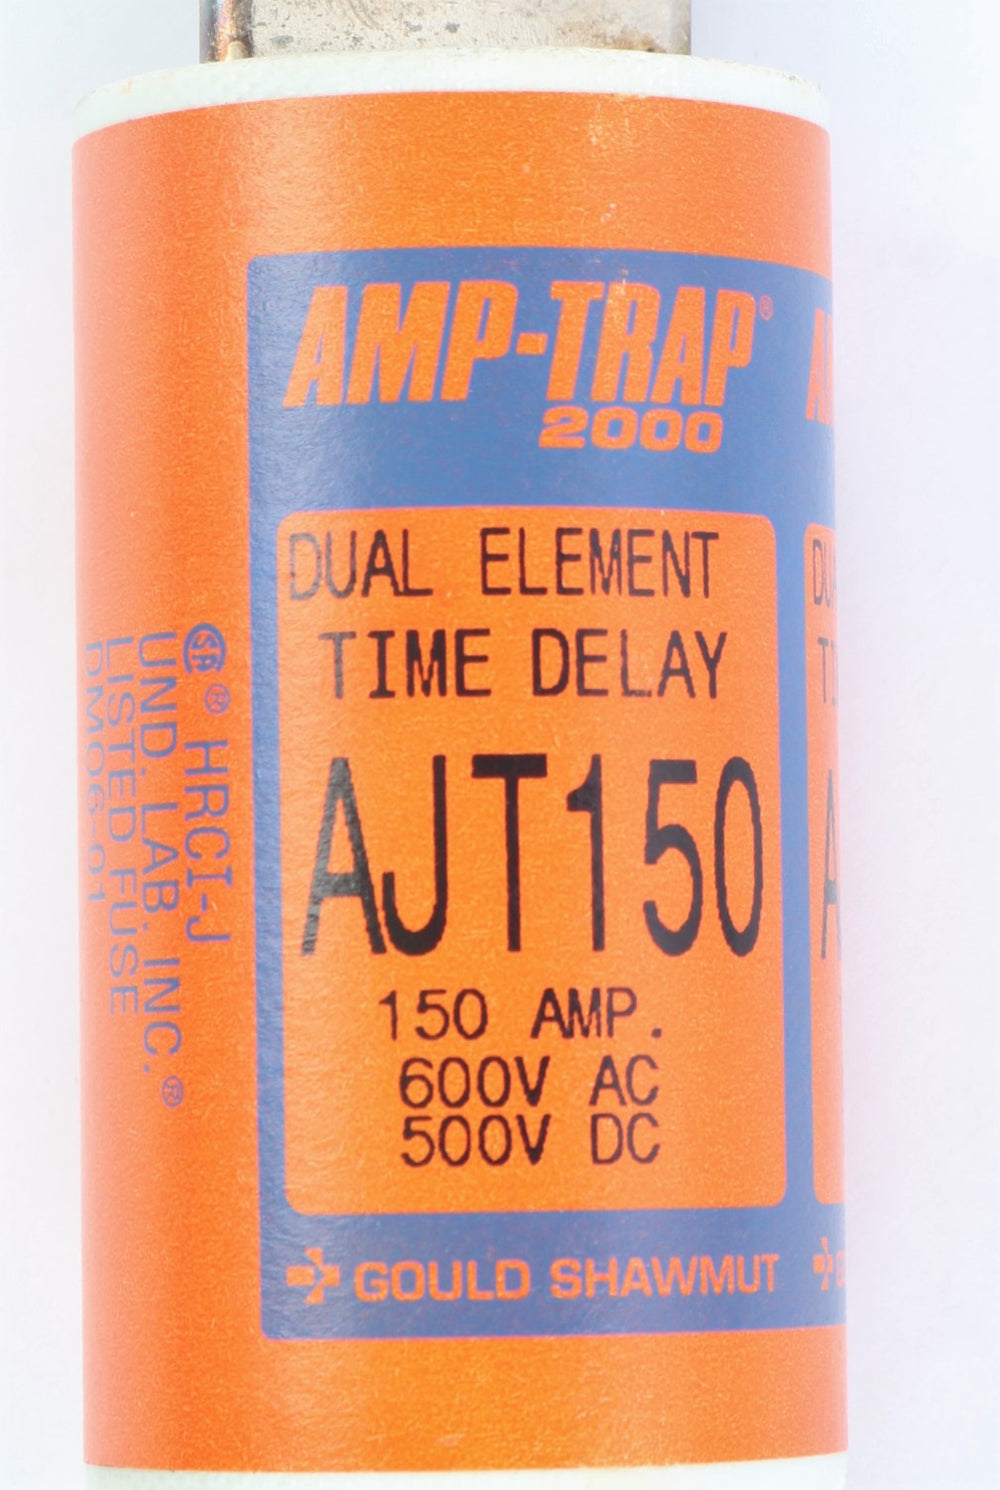 AMP-TRAP®
2000
DUAL ELEMENT
TIME DELAY
AJT150
150 AMP.
600V AC
500V DC
GOULD SHAWMUT
SA ® HRCI-J
UND. LAB. INC.®
LISTED FUSE
DM06-01